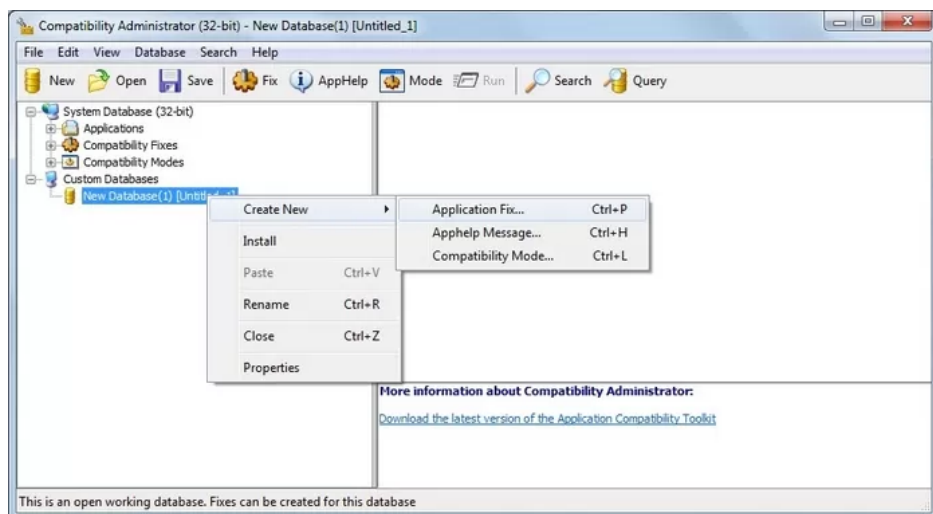 Compatibility Administrator (32-bit) - New Database(1) [Untitled_1]
File Edit View Database Search Help
New Open Save Fix AppHelp Mode Run Search Query
System Database (32-bit)
Applications
Compatibility Fixes
Compatibility Modes
Custom Databases
New Database(1) [Untitled_1]
Create New
Install
Paste Ctrl+V
Rename Ctrl+R
Close Ctrl+Z
Properties
Application Fix... Ctrl+P
Apphelp Message... Ctrl+H
Compatibility Mode... Ctrl+L
More information about Compatibility Administrator:
Download the latest version of the Application Compatibility Toolkit
This is an open working database. Fixes can be created for this database